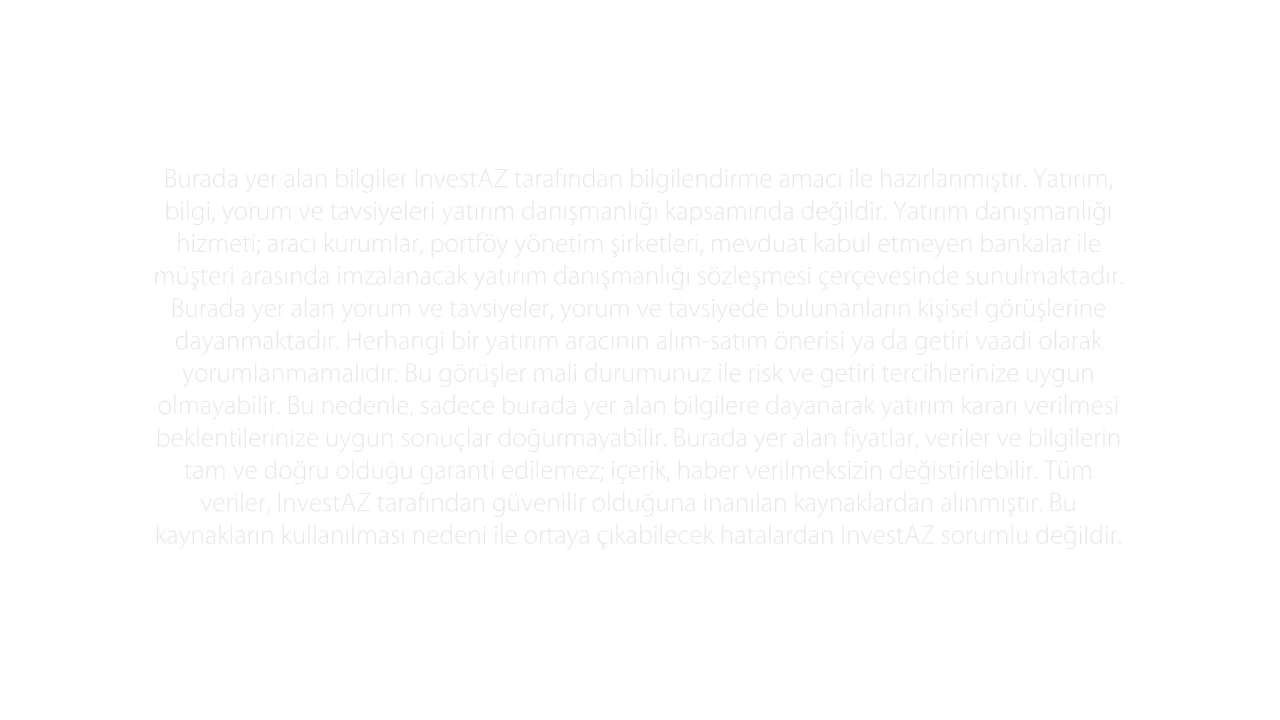 Burada yer alan bilgiler InvestAZ tarafından bilgilendirme amacı ile hazırlanmıştır. Yatırım,
bilgi, yorum ve tavsiyeleri yatırım danışmanlığı kapsamında değildir. Yatırım danışmanlığı
hizmeti; aracı kurumlar, portföy yönetim şirketleri, mevduat kabul etmeyen bankalar ile
müşteri arasında imzalanacak yatırım danışmanlığı sözleşmesi çerçevesinde sunulmaktadır.
Burada yer alan yorum ve tavsiyeler, yorum ve tavsiyede bulunanların kişisel görüşlerine
dayanmaktadır. Herhangi bir yatırım aracının alım-satım önerisi ya da getiri vaadi olarak
yorumlanmamalıdır. Bu görüşler mali durumunuz ile risk ve getiri tercihlerinize uygun
olmayabilir. Bu nedenle, sadece burada yer alan bilgilere dayanarak yatırım kararı verilmesi
beklentilerinize uygun sonuçlar doğurmayabilir. Burada yer alan fiyatlar, veriler ve bilgilerin
tam ve doğru olduğu garanti edilemez; içerik, haber verilmeksizin değistirilebilir. Tüm
veriler, InvestAZ tarafından güvenilir olduğuna inanılan kaynaklardan alınmıştır. Bu
kaynakların kullanılması nedeni ile ortaya çıkabilecek hatalardan InvestAZ sorumlu değildir.